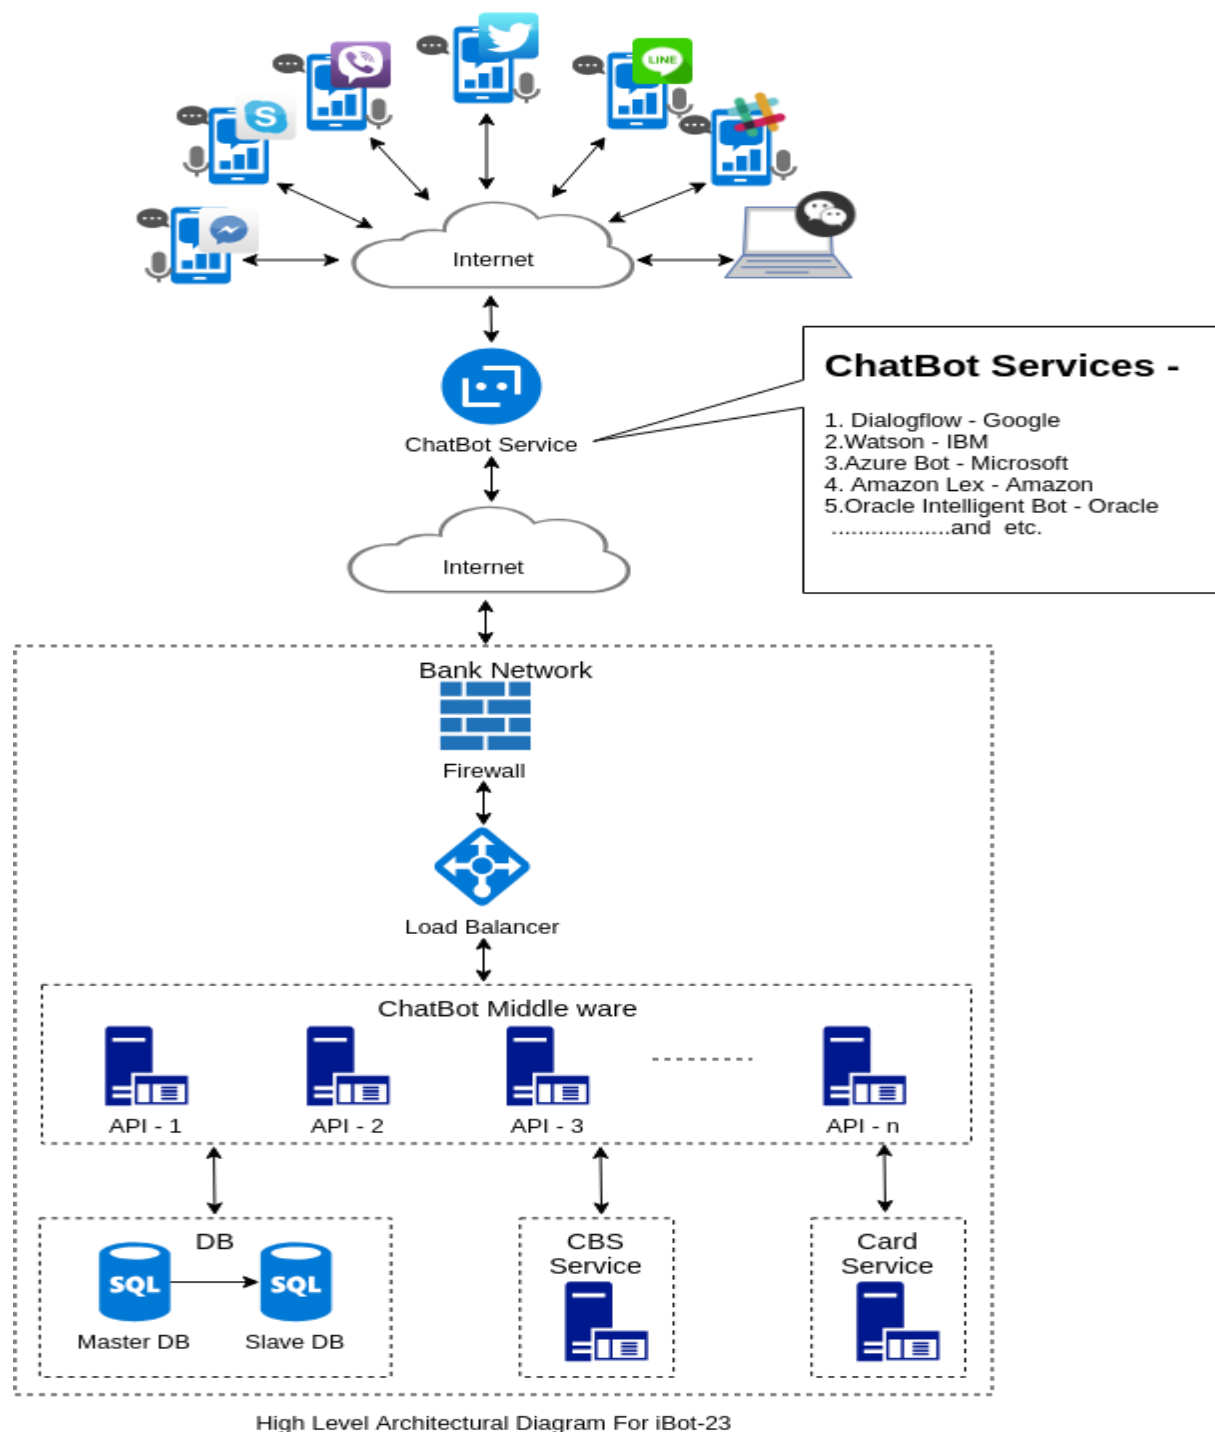 S
LINE
Internet
ChatBot Service
ChatBot Services -
1. Dialogflow - Google
2.Watson - IBM
3.Azure Bot - Microsoft
4. Amazon Lex - Amazon
5.Oracle Intelligent Bot - Oracle
..................and etc.
Internet
Bank Network
Firewall
Load Balancer
ChatBot Middle ware
API - 1
API - 2
API - 3
API - n
DB
SQL
SQL
Master DB
Slave DB
CBS
Service
Card
Service
High Level Architectural Diagram For iBot-23